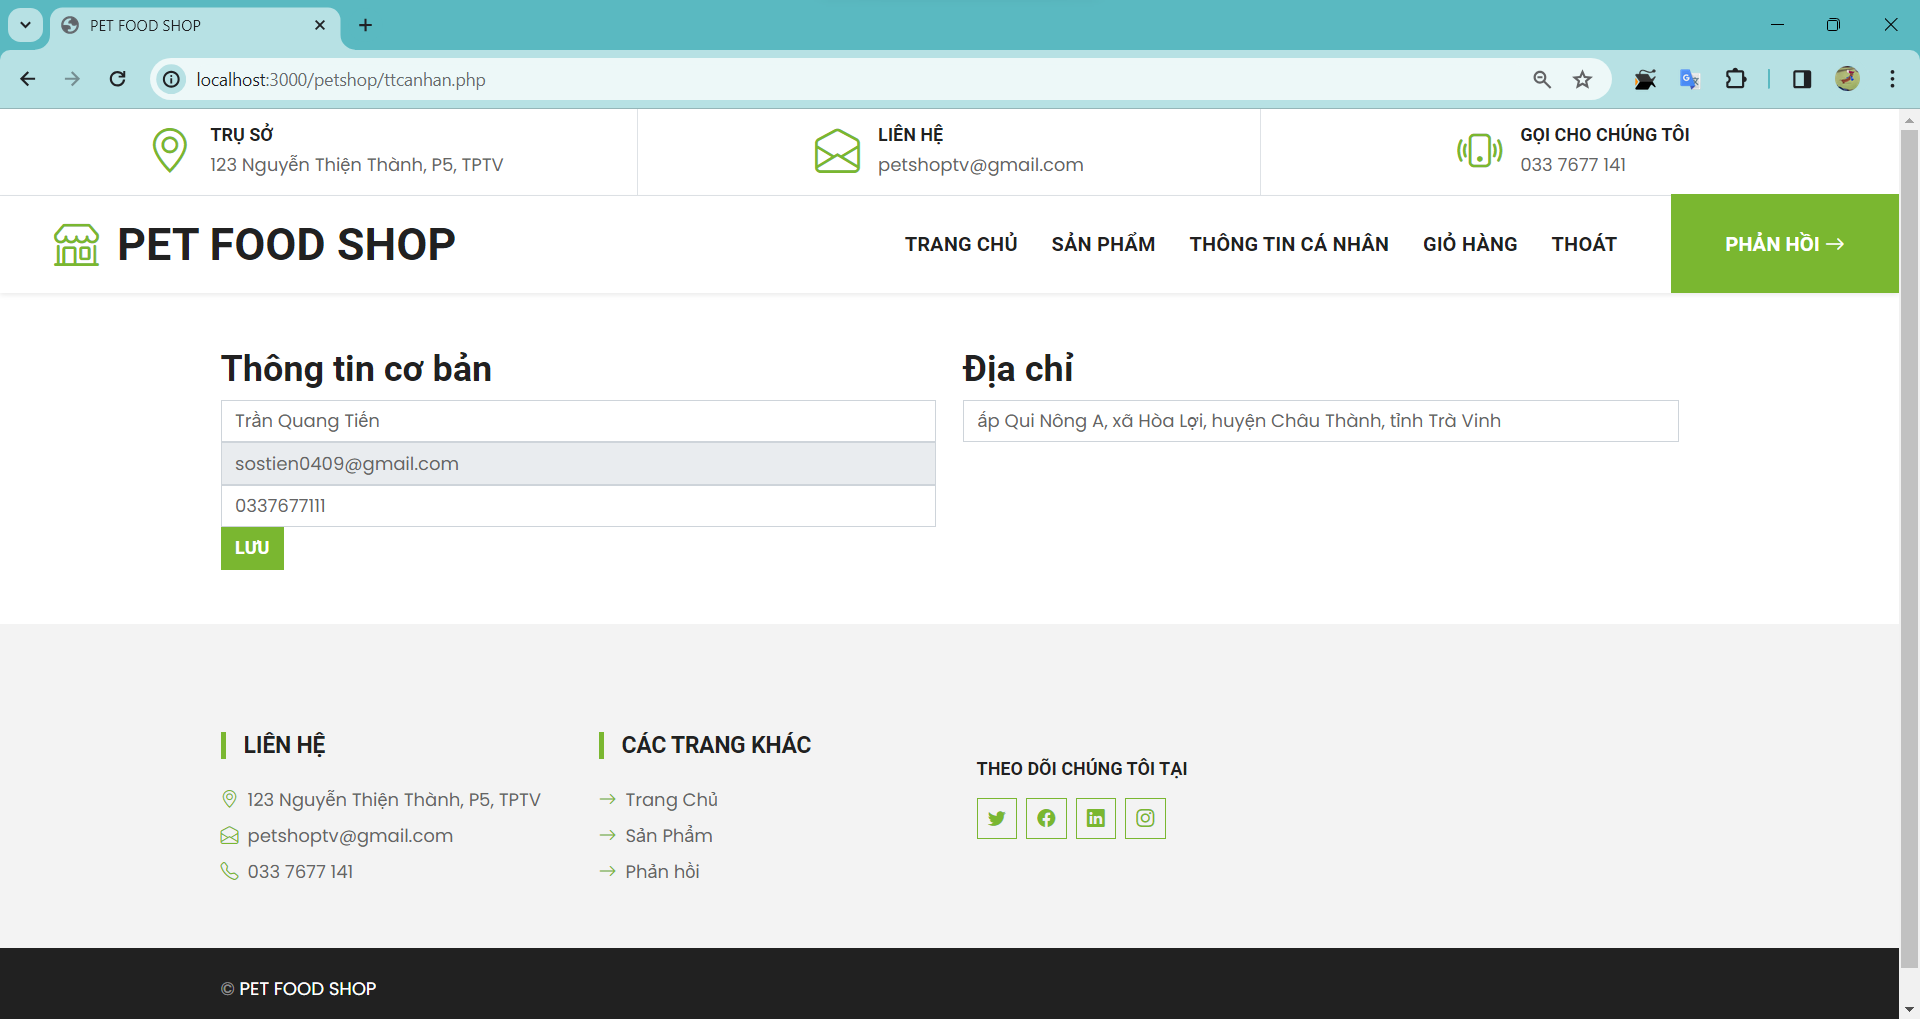 PET FOOD SHOP
localhost:3000/petshop/ttcanhan.php
TRỤ SỞ
123 Nguyễn Thiện Thành, P5, TPTV
LIÊN HỆ
petshoptv@gmail.com
GỌI CHO CHÚNG TÔI
033 7677 141
PET FOOD SHOP
TRANG CHỦ
SẢN PHẨM
THÔNG TIN CÁ NHÂN
GIỎ HÀNG
THOÁT
PHẢN HỒI →
Thông tin cơ bản
Trần Quang Tiến
sostien0409@gmail.com
0337677111
LƯU
Địa chỉ
ấp Qui Nông A, xã Hòa Lợi, huyện Châu Thành, tỉnh Trà Vinh
LIÊN HỆ
123 Nguyễn Thiện Thành, P5, TPTV
petshoptv@gmail.com
033 7677 141
CÁC TRANG KHÁC
→ Trang Chủ
→ Sản Phẩm
→ Phản hồi
THEO DÕI CHÚNG TÔI TẠI
© PET FOOD SHOP